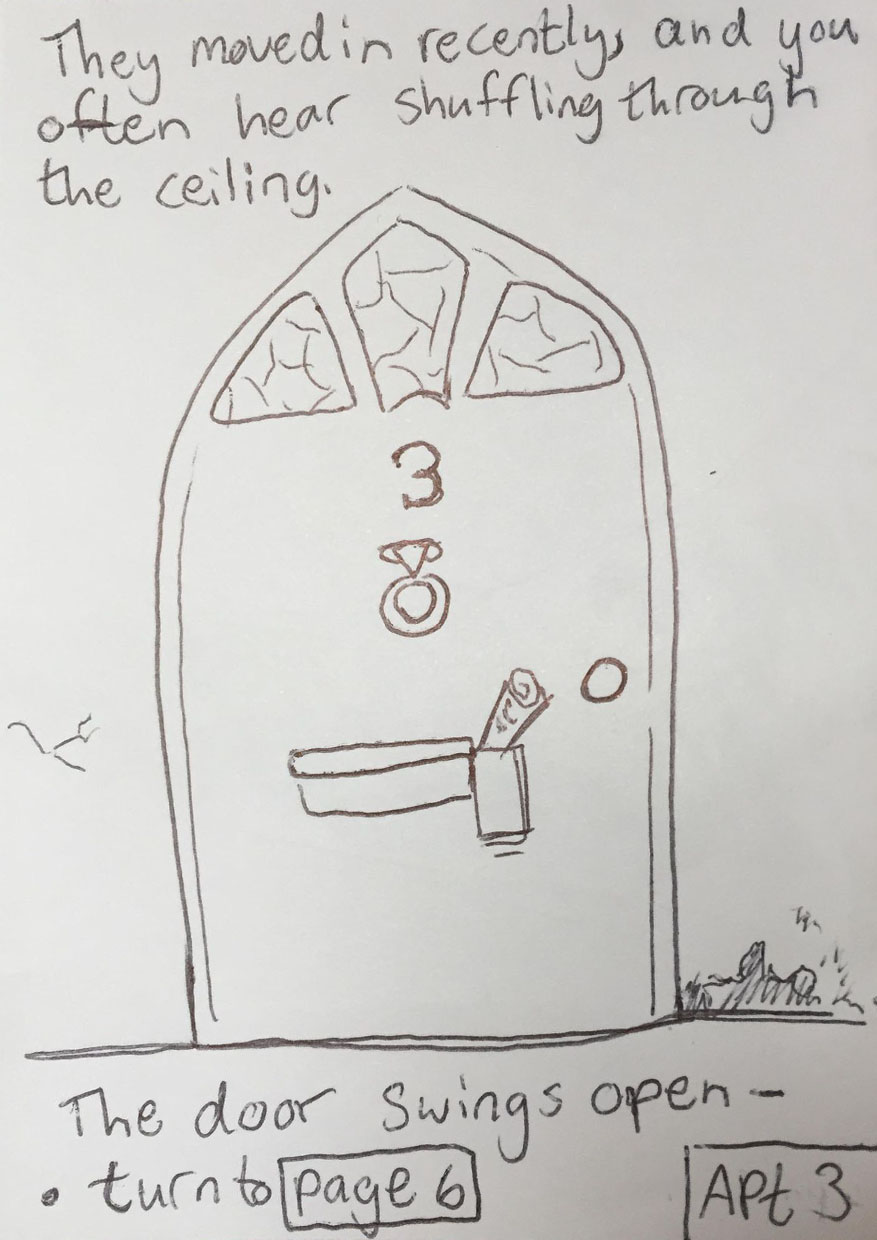 They moved in recently, and you
often hear shuffling through
the ceiling.
3
The door swings open -
• turn to page 6
Apt 3